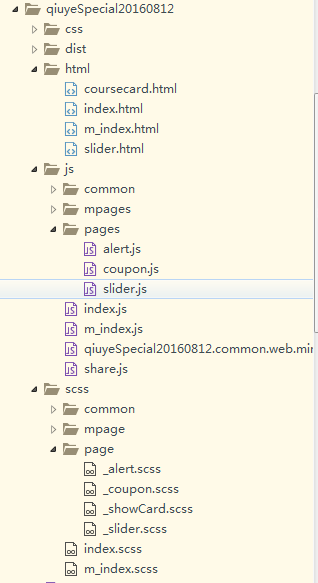 qiuyeSpecial20160812
css
dist
html
coursecard.html
index.html
m_index.html
slider.html
js
common
mpages
pages
alert.js
coupon.js
slider.js
index.js
m_index.js
qiuyeSpecial20160812.common.web.mi
share.js
scss
common
mpage
page
_alert.scss
_coupon.scss
_showCard.scss
_slider.scss
index.scss
m_index.scss